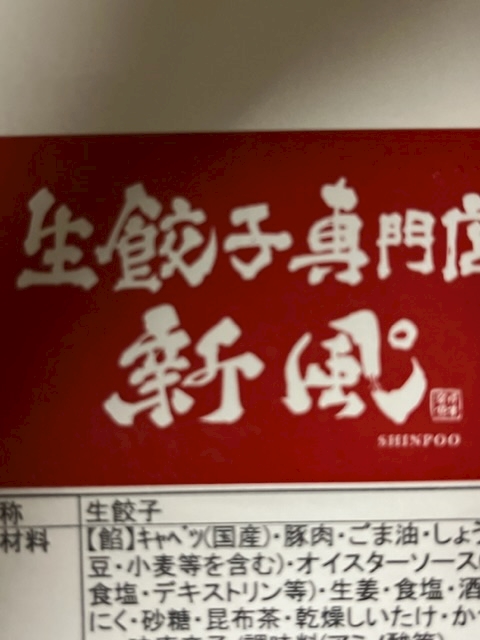 生餃子専門店
新風
SHINPOO
称 生餃子
材料 【餡】キャベツ(国産)・豚肉・ごま油・しょう
豆・小麦等を含む)・オイスターソース(
食塩・デキストリン等)・生姜・食塩・酒
にく・砂糖・昆布茶・乾燥しいたけ・か